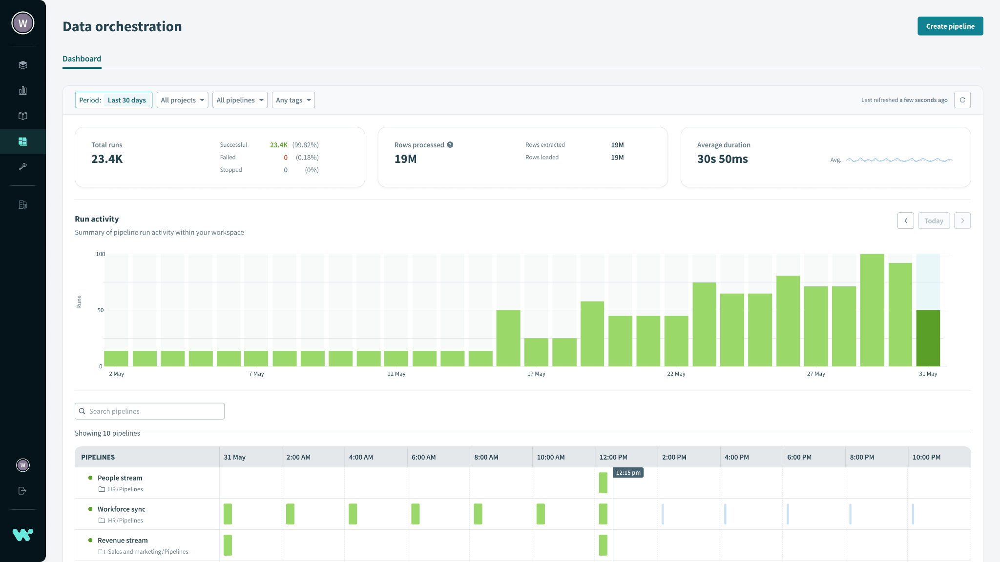 W
Data orchestration
Create pipeline
Dashboard
Period: Last 30 days
All projects
All pipelines
Any tags
Last refreshed a few seconds ago
Total runs
23.4K
Successful 23.4K (99.82%)
Failed 0 (0.18%)
Stopped 0 (0%)
Rows processed ?
19M
Rows extracted 19M
Rows loaded 19M
Average duration
30s 50ms
Avg.
Run activity
Summary of pipeline run activity within your workspace
Today
100
50
0
Runs
2 May 7 May 12 May 17 May 22 May 27 May 31 May
Search pipelines
Showing 10 pipelines
PIPELINES 31 May 2:00 AM 4:00 AM 6:00 AM 8:00 AM 10:00 AM 12:00 PM 2:00 PM 4:00 PM 6:00 PM 8:00 PM 10:00 PM
12:15 pm
People stream
HR/Pipelines
Workforce sync
HR/Pipelines
Revenue stream
Sales and marketing/Pipelines
W